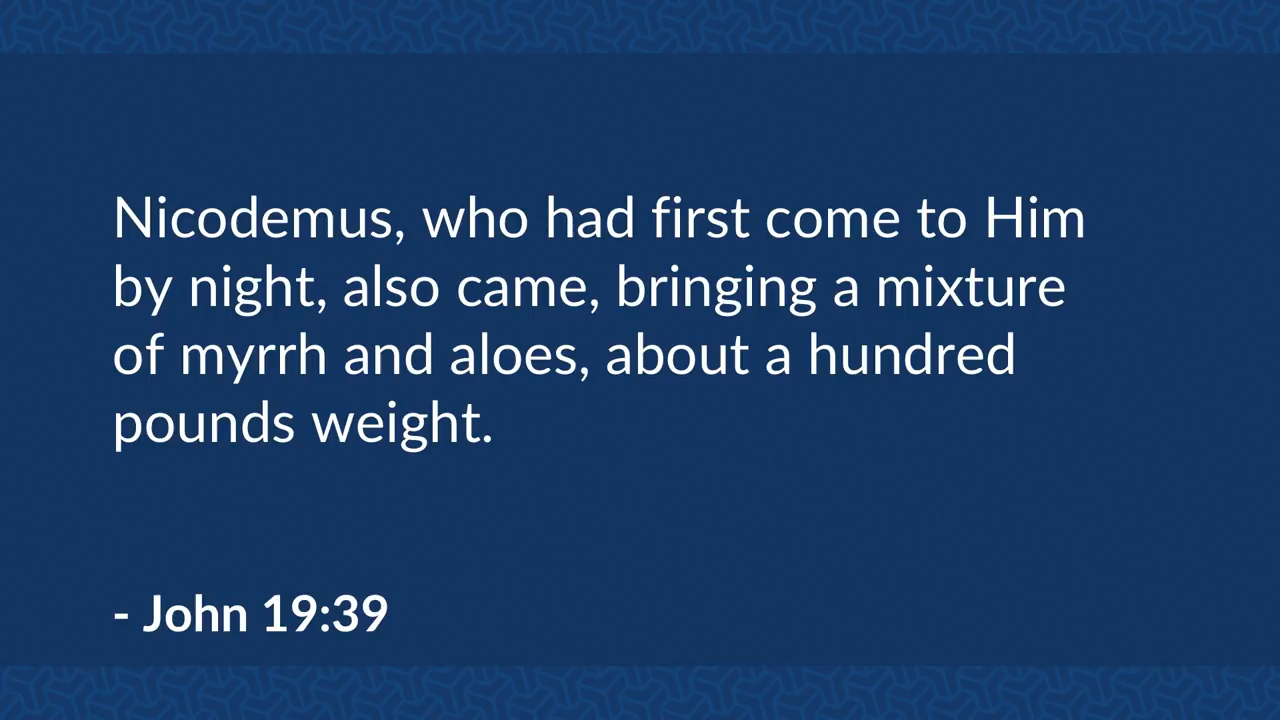 Nicodemus, who had first come to Him
by night, also came, bringing a mixture
of myrrh and aloes, about a hundred
pounds weight.
- John 19:39